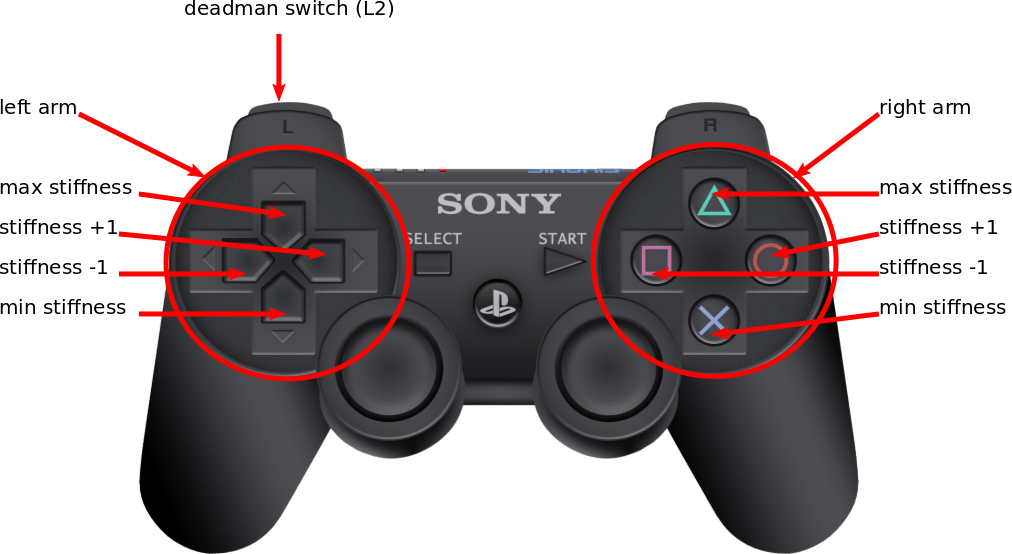 deadman switch (L2)
left arm
right arm
L
R
max stiffness
max stiffness
SONY
stiffness +1
stiffness +1
SELECT
START
stiffness -1
stiffness -1
min stiffness
min stiffness